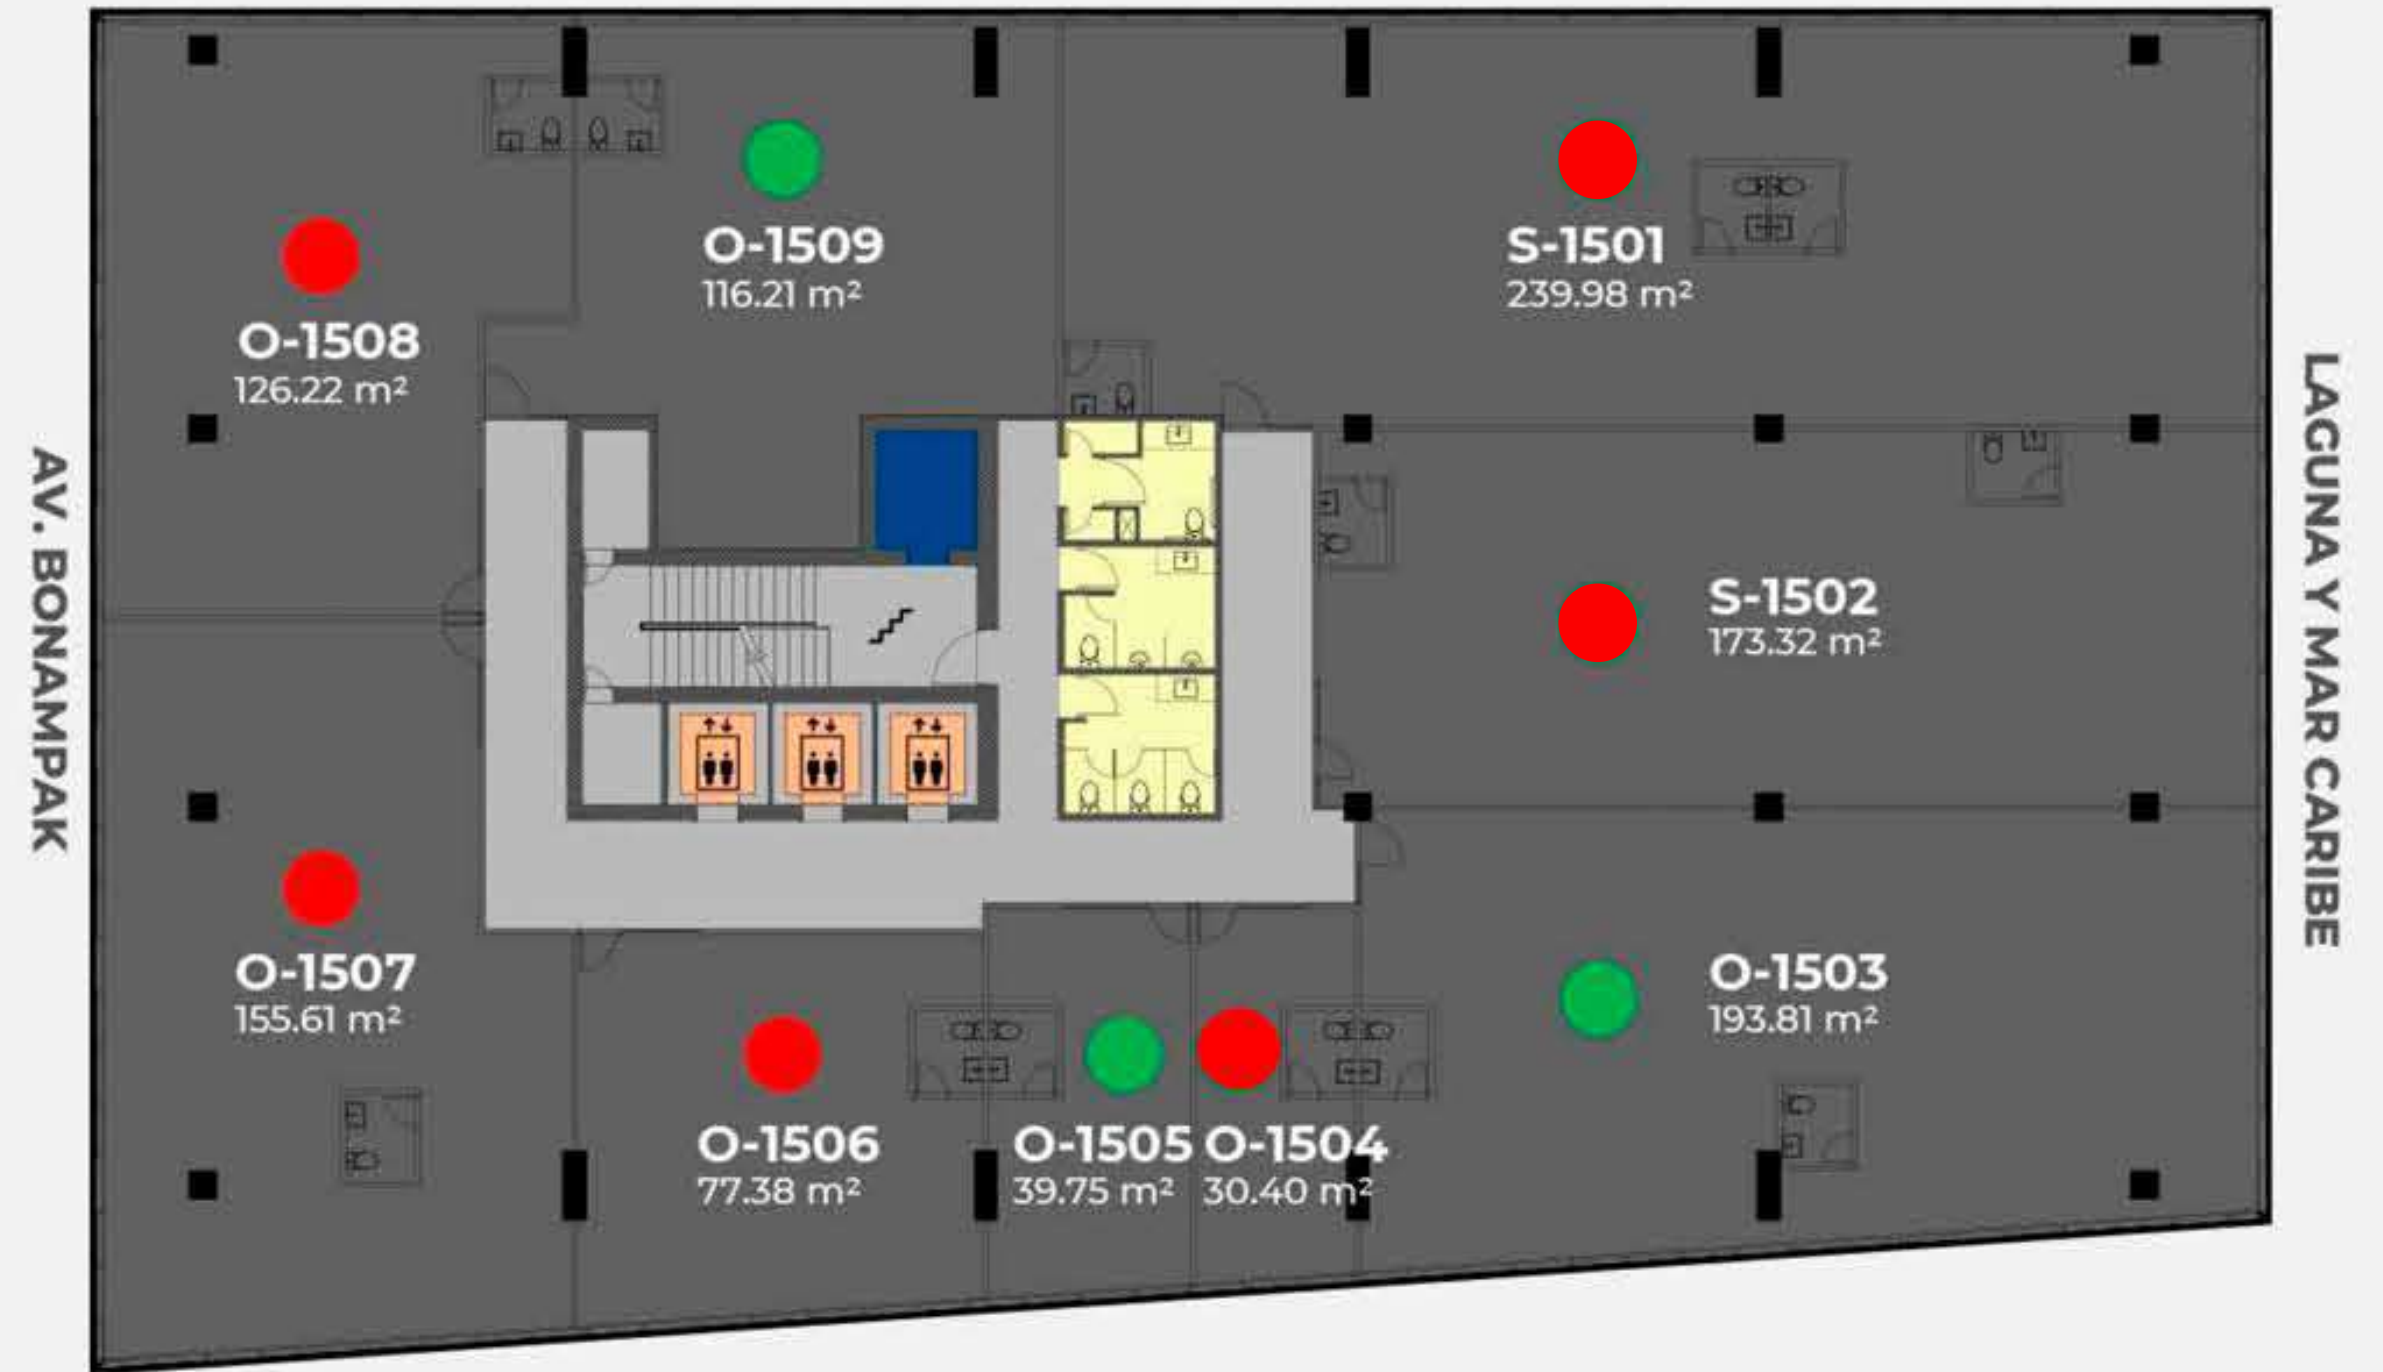 O-1509
116.21 m²
S-1501
239.98 m²
O-1508
126.22 m²
AV. BONAMPAK
LAGUNA Y MAR CARIBE
S-1502
173.32 m²
O-1507
155.61 m²
O-1503
193.81 m²
O-1506
77.38 m²
O-1505
39.75 m²
O-1504
30.40 m²